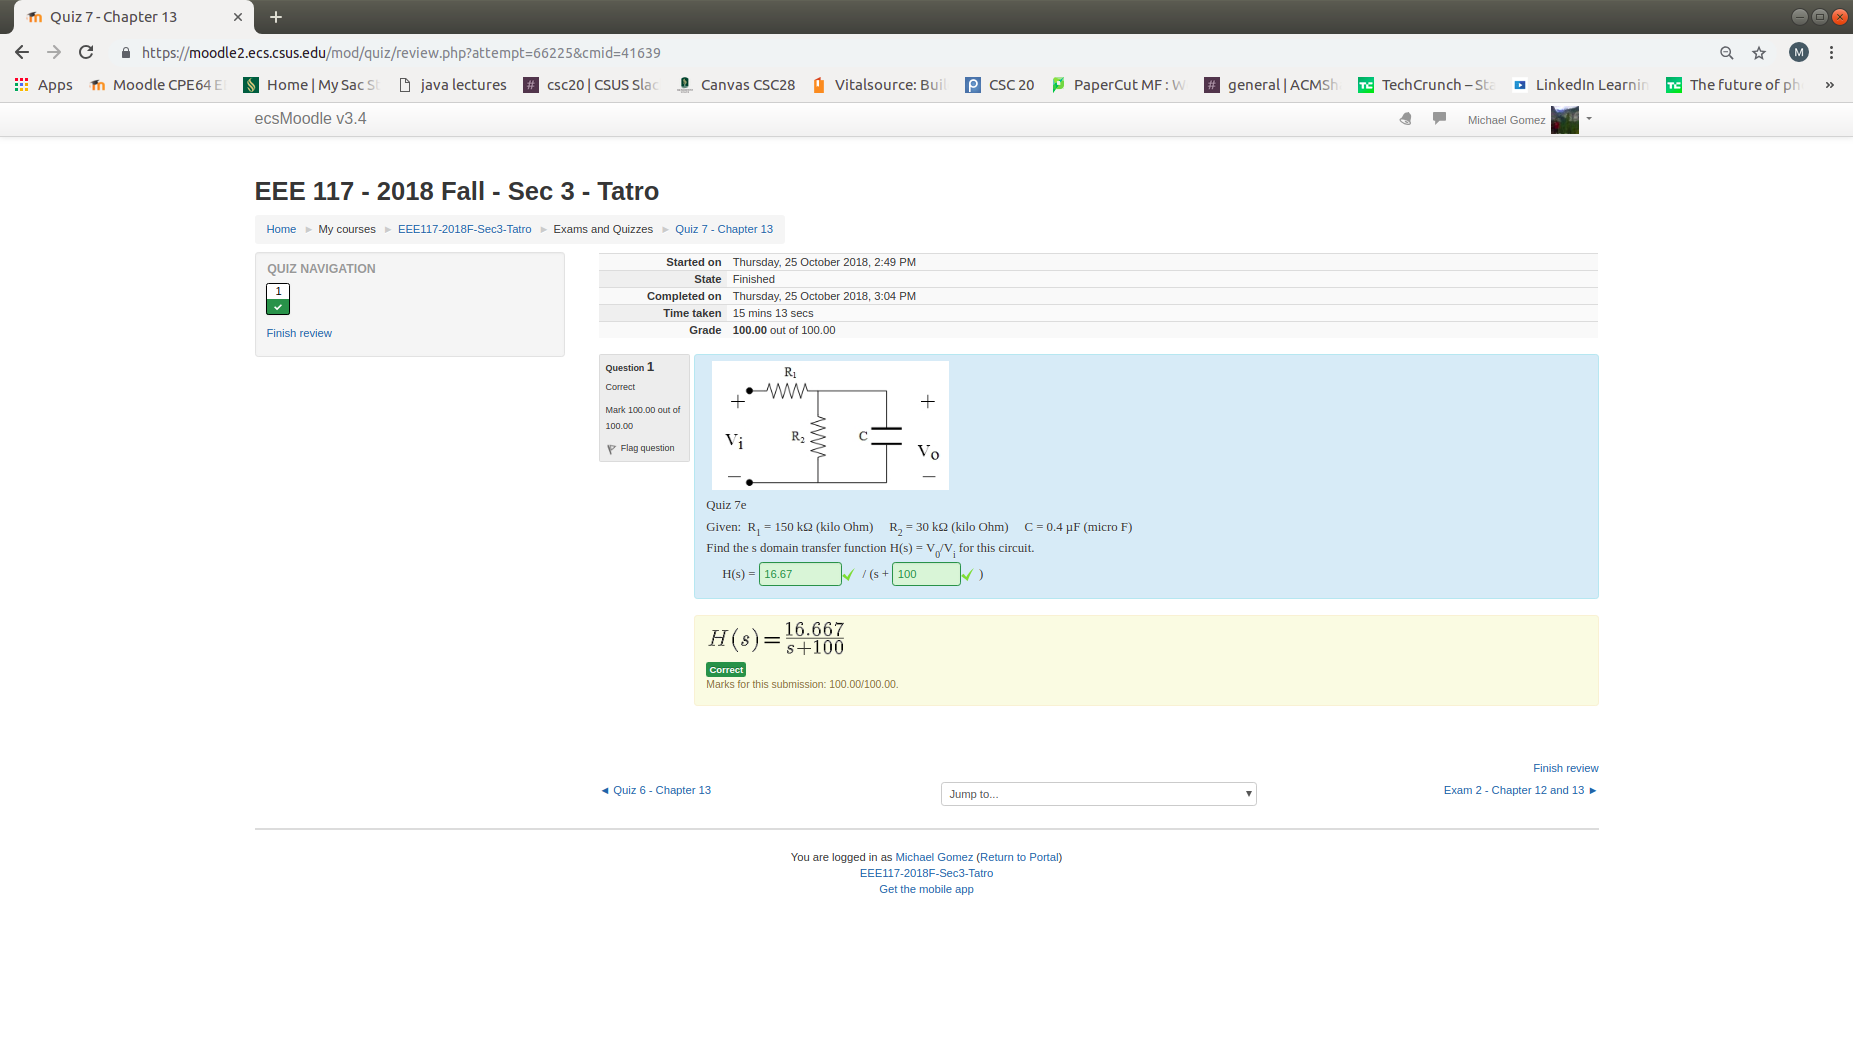 Quiz 7 - Chapter 13
https://moodle2.ecs.csus.edu/mod/quiz/review.php?attempt=66225&cmid=41639
M
Apps Moodle CPE64 E Home | My Sac S java lectures csc20 | CSUS Slac Canvas CSC28 Vitalsource: Buil CSC 20 PaperCut MF : W general | ACMSh TechCrunch – Sta LinkedIn Learnin The future of ph »
ecsMoodle v3.4
Michael Gomez
EEE 117 - 2018 Fall - Sec 3 - Tatro
Home ► My courses ► EEE117-2018F-Sec3-Tatro ► Exams and Quizzes ► Quiz 7 - Chapter 13
QUIZ NAVIGATION
1
Finish review
Started on Thursday, 25 October 2018, 2:49 PM
State Finished
Completed on Thursday, 25 October 2018, 3:04 PM
Time taken 15 mins 13 secs
Grade 100.00 out of 100.00
Question 1
Correct
Mark 100.00 out of
100.00
Flag question
R1
+ +
Vi R2 C Vo
– –
Quiz 7e
Given: R1 = 150 kΩ (kilo Ohm) R2 = 30 kΩ (kilo Ohm) C = 0.4 µF (micro F)
Find the s domain transfer function H(s) = V0/Vi for this circuit.
H(s) = 16.67 / (s + 100 )
H(s) = 16.667 / s+100
Correct
Marks for this submission: 100.00/100.00.
Finish review
◄ Quiz 6 - Chapter 13
Jump to...
Exam 2 - Chapter 12 and 13 ►
You are logged in as Michael Gomez (Return to Portal)
EEE117-2018F-Sec3-Tatro
Get the mobile app